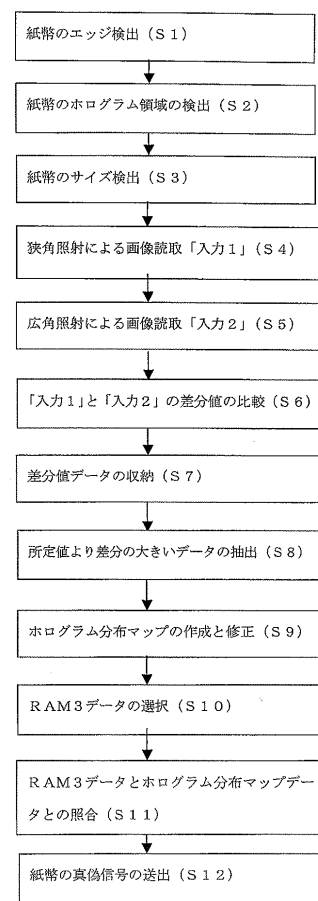 紙幣のエッジ検出（Ｓ１）
紙幣のホログラム領域の検出（Ｓ２）
紙幣のサイズ検出（Ｓ３）
狭角照射による画像読取「入力１」（Ｓ４）
広角照射による画像読取「入力２」（Ｓ５）
「入力１」と「入力２」の差分値の比較（Ｓ６）
差分値データの収納（Ｓ７）
所定値より差分の大きいデータの抽出（Ｓ８）
ホログラム分布マップの作成と修正（Ｓ９）
ＲＡＭ３データの選択（Ｓ１０）
ＲＡＭ３データとホログラム分布マップデー
タとの照合（Ｓ１１）
紙幣の真偽信号の送出（Ｓ１２）